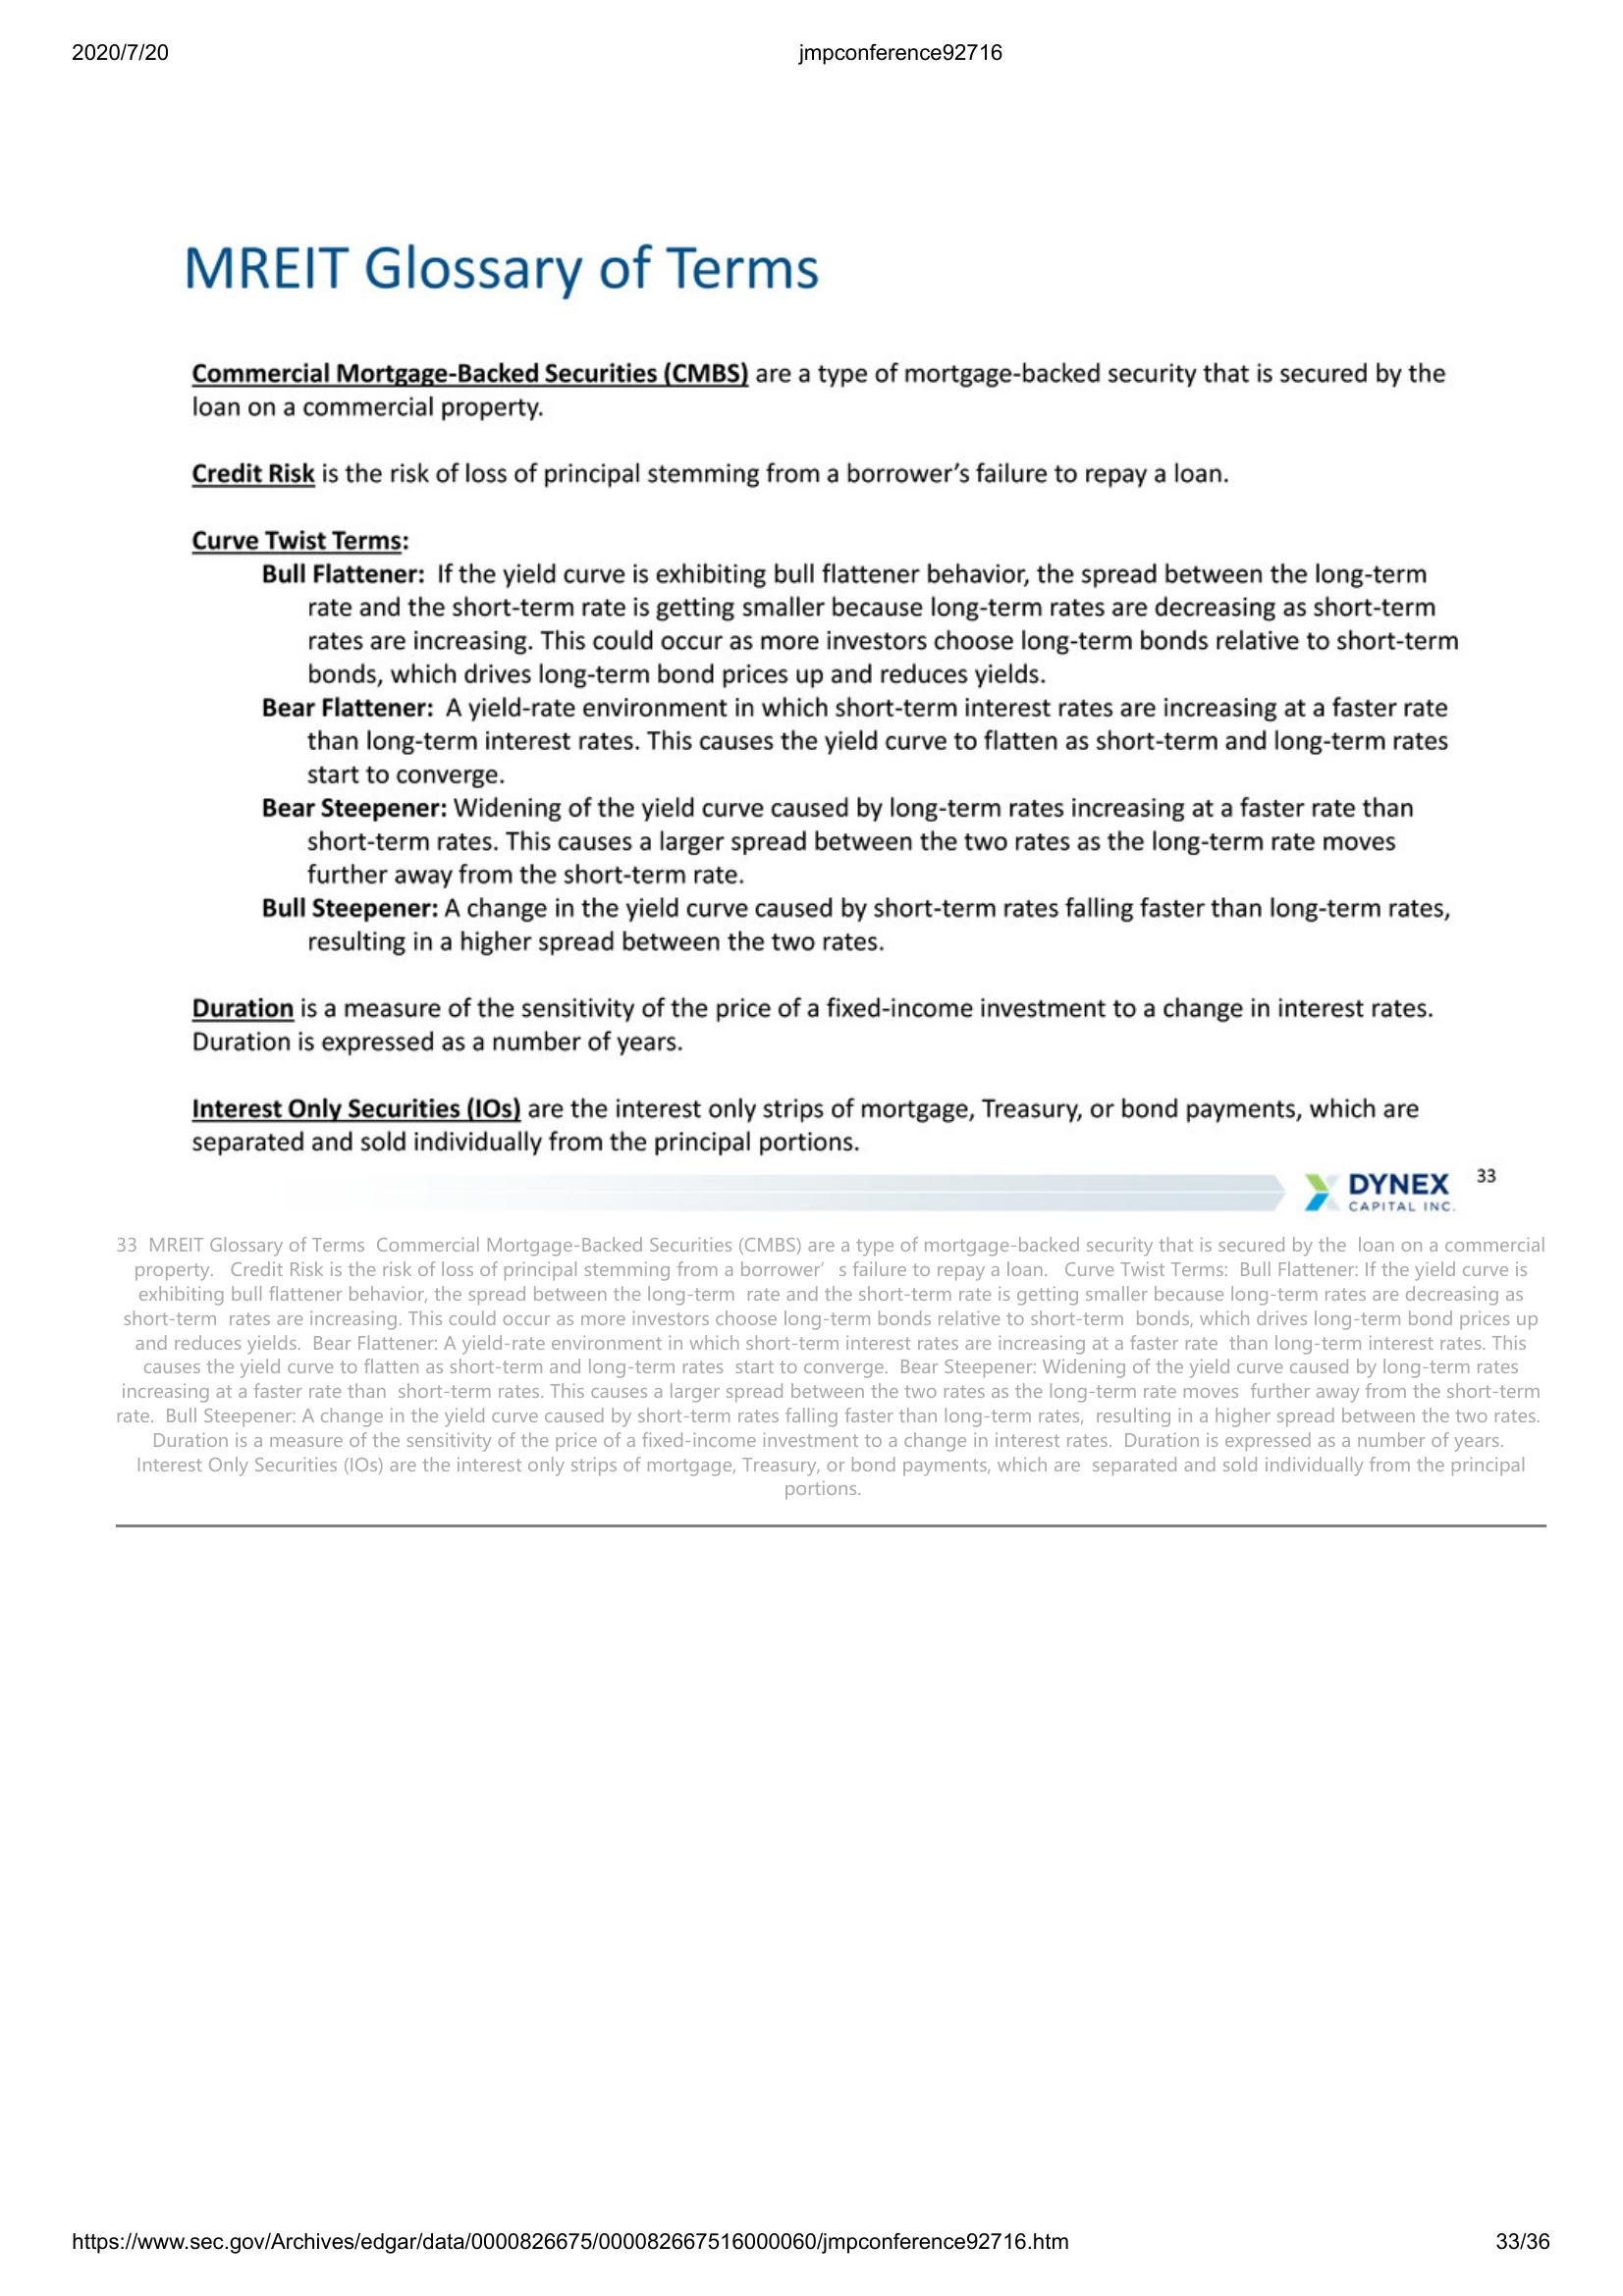 2020/7/20
jmpconference92716
MREIT Glossary of Terms
Commercial Mortgage-Backed Securities (CMBS) are a type of mortgage-backed security that is secured by the
loan on a commercial property.
Credit Risk is the risk of loss of principal stemming from a borrower’s failure to repay a loan.
Curve Twist Terms:
Bull Flattener: If the yield curve is exhibiting bull flattener behavior, the spread between the long-term
rate and the short-term rate is getting smaller because long-term rates are decreasing as short-term
rates are increasing. This could occur as more investors choose long-term bonds relative to short-term
bonds, which drives long-term bond prices up and reduces yields.
Bear Flattener: A yield-rate environment in which short-term interest rates are increasing at a faster rate
than long-term interest rates. This causes the yield curve to flatten as short-term and long-term rates
start to converge.
Bear Steepener: Widening of the yield curve caused by long-term rates increasing at a faster rate than
short-term rates. This causes a larger spread between the two rates as the long-term rate moves
further away from the short-term rate.
Bull Steepener: A change in the yield curve caused by short-term rates falling faster than long-term rates,
resulting in a higher spread between the two rates.
Duration is a measure of the sensitivity of the price of a fixed-income investment to a change in interest rates.
Duration is expressed as a number of years.
Interest Only Securities (IOs) are the interest only strips of mortgage, Treasury, or bond payments, which are
separated and sold individually from the principal portions.
DYNEX
CAPITAL INC.
33
33 MREIT Glossary of Terms Commercial Mortgage-Backed Securities (CMBS) are a type of mortgage-backed security that is secured by the loan on a commercial
property. Credit Risk is the risk of loss of principal stemming from a borrower’ s failure to repay a loan. Curve Twist Terms: Bull Flattener: If the yield curve is
exhibiting bull flattener behavior, the spread between the long-term rate and the short-term rate is getting smaller because long-term rates are decreasing as
short-term rates are increasing. This could occur as more investors choose long-term bonds relative to short-term bonds, which drives long-term bond prices up
and reduces yields. Bear Flattener: A yield-rate environment in which short-term interest rates are increasing at a faster rate than long-term interest rates. This
causes the yield curve to flatten as short-term and long-term rates start to converge. Bear Steepener: Widening of the yield curve caused by long-term rates
increasing at a faster rate than short-term rates. This causes a larger spread between the two rates as the long-term rate moves further away from the short-term
rate. Bull Steepener: A change in the yield curve caused by short-term rates falling faster than long-term rates, resulting in a higher spread between the two rates.
Duration is a measure of the sensitivity of the price of a fixed-income investment to a change in interest rates. Duration is expressed as a number of years.
Interest Only Securities (IOs) are the interest only strips of mortgage, Treasury, or bond payments, which are separated and sold individually from the principal
portions.
https://www.sec.gov/Archives/edgar/data/0000826675/000082667516000060/jmpconference92716.htm
33/36